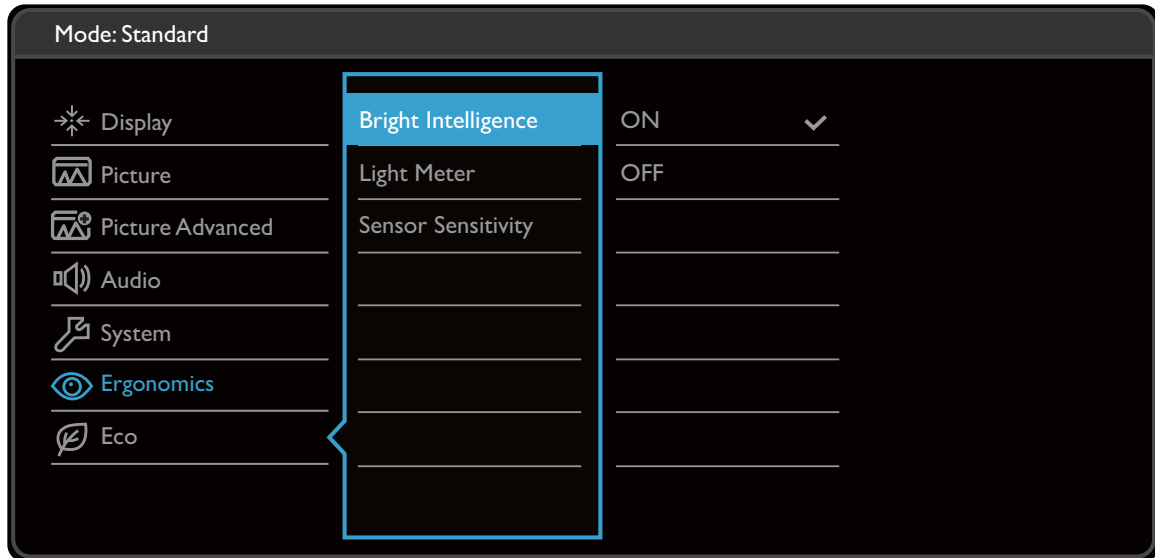 Mode: Standard
Display
Picture
Picture Advanced
Audio
System
Ergonomics
Eco
Bright Intelligence
Light Meter
Sensor Sensitivity
ON
OFF